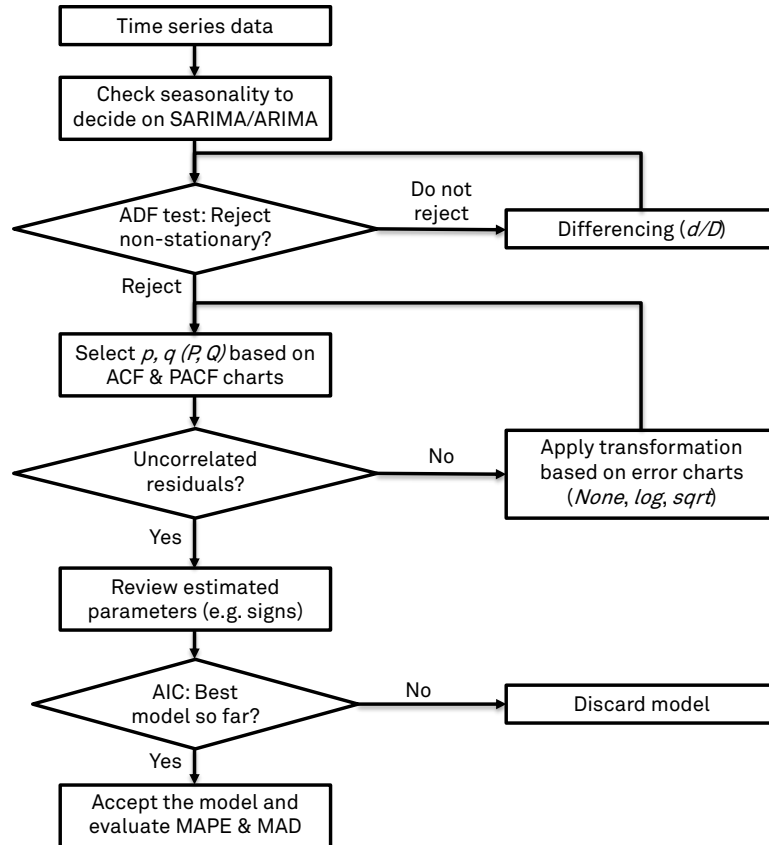 Time series data
Check seasonality to
decide on SARIMA/ARIMA
ADF test: Reject
non-stationary?
Do not
reject
Differencing (d/D)
Reject
Select p, q (P, Q) based on
ACF & PACF charts
Uncorrelated
residuals?
No
Apply transformation
based on error charts
(None, log, sqrt)
Yes
Review estimated
parameters (e.g. signs)
AIC: Best
model so far?
No
Discard model
Yes
Accept the model and
evaluate MAPE & MAD